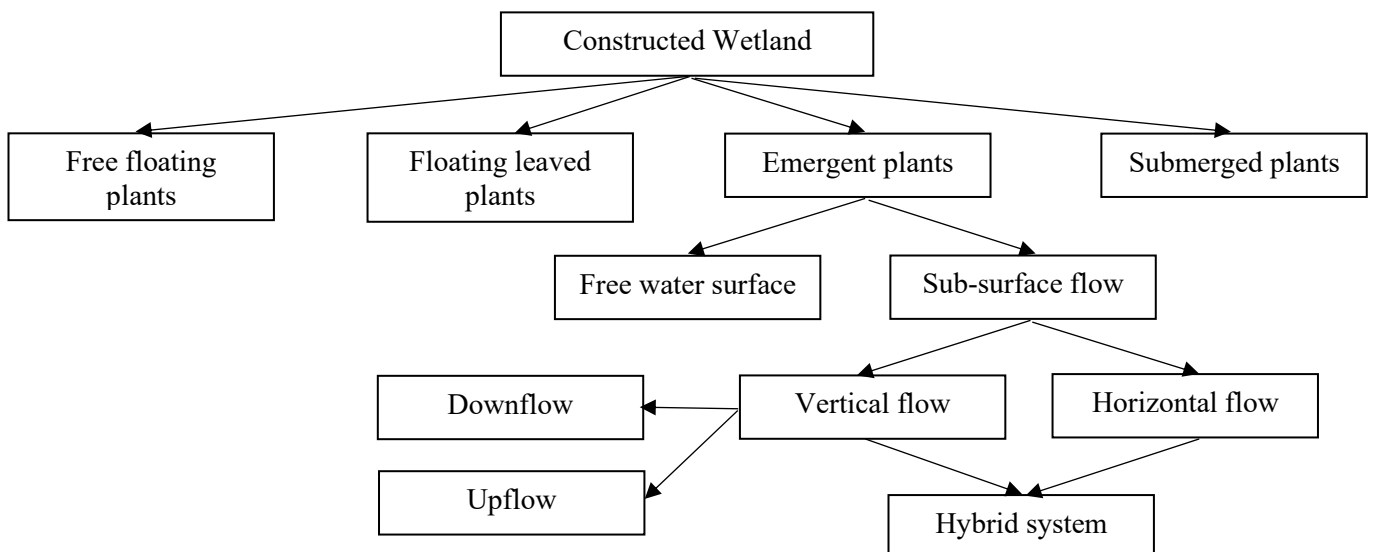 Constructed Wetland
Free floating
plants
Floating leaved
plants
Emergent plants
Submerged plants
Free water surface
Sub-surface flow
Downflow
Vertical flow
Horizontal flow
Upflow
Hybrid system